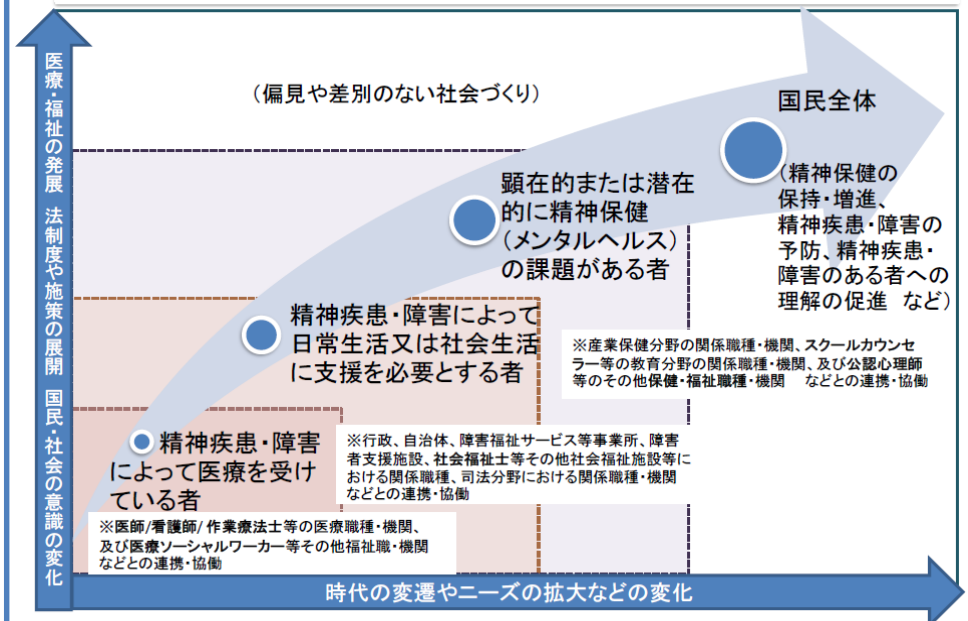 医療・福祉の発展 法制度や施策の展開 国民・社会の意識の変化
（偏見や差別のない社会づくり）
国民全体
（精神保健の
保持・増進、
精神疾患・障害の
予防、精神疾患・
障害のある者への
理解の促進 など）
顕在的または潜在
的に精神保健
（メンタルヘルス）
の課題がある者
精神疾患・障害によって
日常生活又は社会生活
に支援を必要とする者
※産業保健分野の関係職種・機関、スクールカウンセ
ラー等の教育分野の関係職種・機関、及び公認心理師
等のその他保健・福祉職種・機関 などとの連携・協働
精神疾患・障害
によって医療を受け
ている者
※行政、自治体、障害福祉サービス等事業所、障害
者支援施設、社会福祉士等その他社会福祉施設等に
おける関係職種、司法分野における関係職種・機関
などとの連携・協働
※医師/看護師/作業療法士等の医療職種・機関、
及び医療ソーシャルワーカー等その他福祉職・機関
などとの連携・協働
時代の変遷やニーズの拡大などの変化